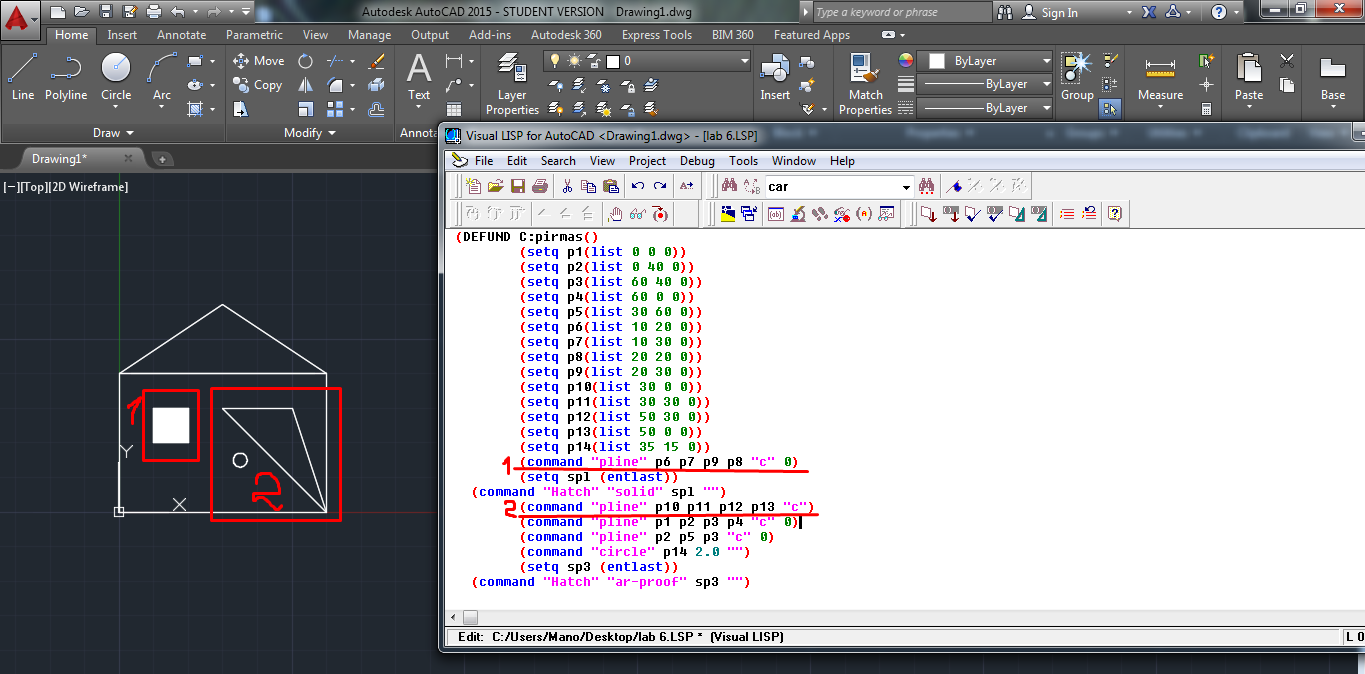 Autodesk AutoCAD 2015 - STUDENT VERSION Drawing1.dwg
Type a keyword or phrase
Sign In
Home Insert Annotate Parametric View Manage Output Add-ins Autodesk 360 Express Tools BIM 360 Featured Apps
Line Polyline Circle Arc
Move
Copy
Text
Layer Properties
0
Insert
Match Properties
ByLayer
ByLayer
ByLayer
Group
Measure
Paste
Base
Draw Modify Annota
Drawing1*
[−][Top][2D Wireframe]
Visual LISP for AutoCAD <Drawing1.dwg> - [lab 6.LSP]
File Edit Search View Project Debug Tools Window Help
car
(DEFUND C:pirmas()
(setq p1(list 0 0 0))
(setq p2(list 0 40 0))
(setq p3(list 60 40 0))
(setq p4(list 60 0 0))
(setq p5(list 30 60 0))
(setq p6(list 10 20 0))
(setq p7(list 10 30 0))
(setq p8(list 20 20 0))
(setq p9(list 20 30 0))
(setq p10(list 30 0 0))
(setq p11(list 30 30 0))
(setq p12(list 50 30 0))
(setq p13(list 50 0 0))
(setq p14(list 35 15 0))
1 (command "pline" p6 p7 p9 p8 "c" 0)
(setq spl (entlast))
(command "Hatch" "solid" spl "")
2 (command "pline" p10 p11 p12 p13 "c")
(command "pline" p1 p2 p3 p4 "c" 0)
(command "pline" p2 p5 p3 "c" 0)
(command "circle" p14 2.0 "")
(setq sp3 (entlast))
(command "Hatch" "ar-proof" sp3 "")
1
2
Y
X
Edit: C:/Users/Mano/Desktop/lab 6.LSP * (Visual LISP)
L 0